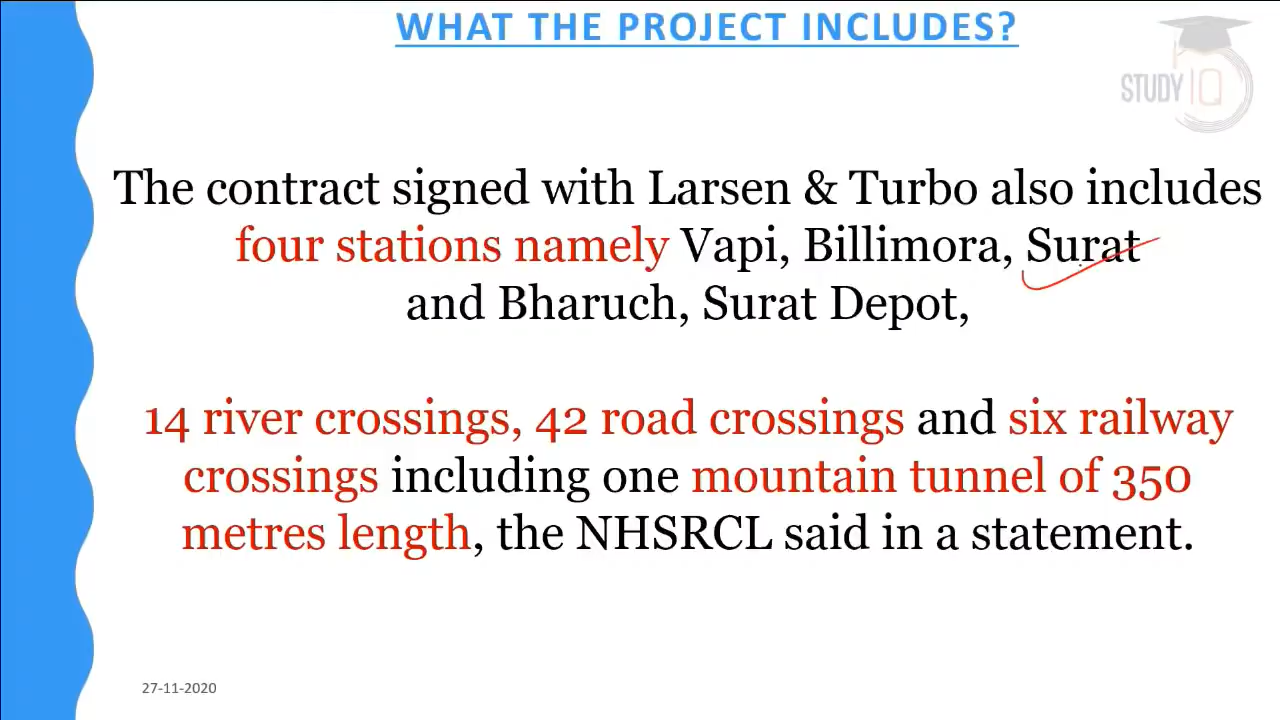 WHAT THE PROJECT INCLUDES?
STUDY IQ
The contract signed with Larsen & Turbo also includes
four stations namely Vapi, Billimora, Surat
and Bharuch, Surat Depot,
14 river crossings, 42 road crossings and six railway
crossings including one mountain tunnel of 350
metres length, the NHSRCL said in a statement.
27-11-2020